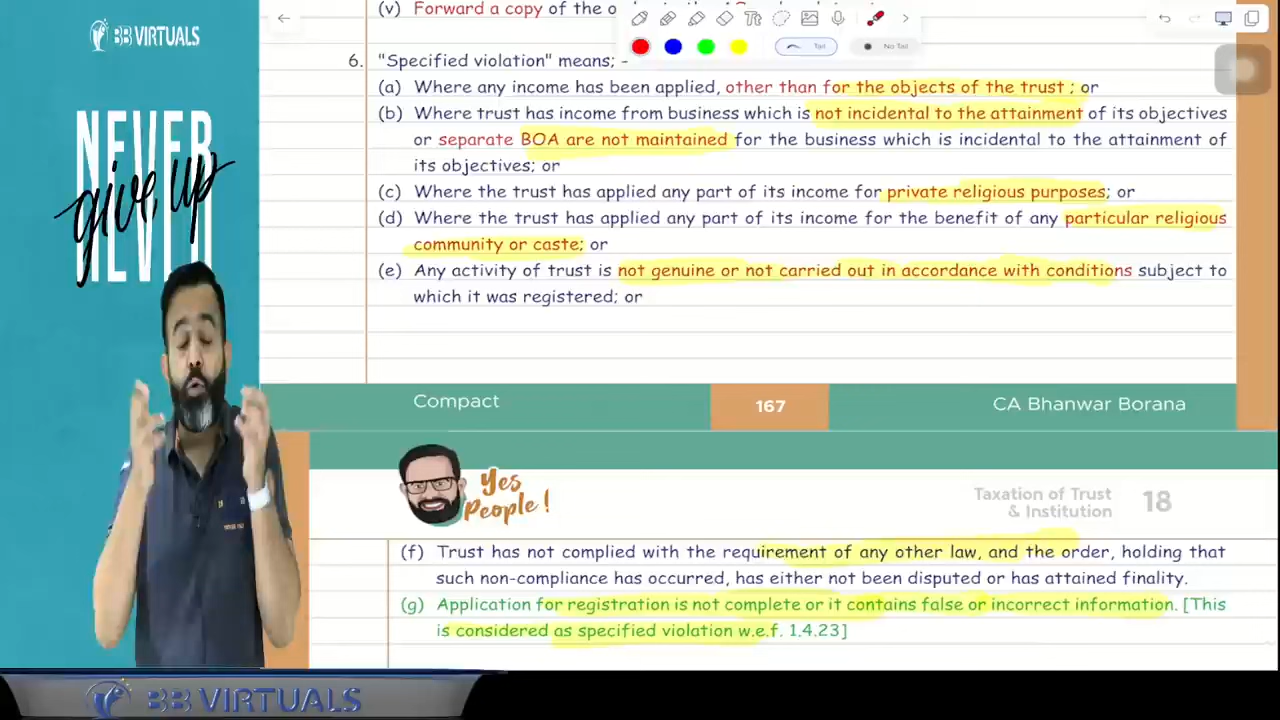 BB VIRTUALS
NEVER
give up
NEVER
(v) Forward a copy of the
Tail
No Tail
6. "Specified violation" means; -
(a) Where any income has been applied, other than for the objects of the trust ; or
(b) Where trust has income from business which is not incidental to the attainment of its objectives
or separate BOA are not maintained for the business which is incidental to the attainment of
its objectives; or
(c) Where the trust has applied any part of its income for private religious purposes; or
(d) Where the trust has applied any part of its income for the benefit of any particular religious
community or caste; or
(e) Any activity of trust is not genuine or not carried out in accordance with conditions subject to
which it was registered; or
Compact
167
CA Bhanwar Borana
Yes
People !
Taxation of Trust
& Institution
18
(f) Trust has not complied with the requirement of any other law, and the order, holding that
such non-compliance has occurred, has either not been disputed or has attained finality.
(g) Application for registration is not complete or it contains false or incorrect information. [This
is considered as specified violation w.e.f. 1.4.23]
BB VIRTUALS